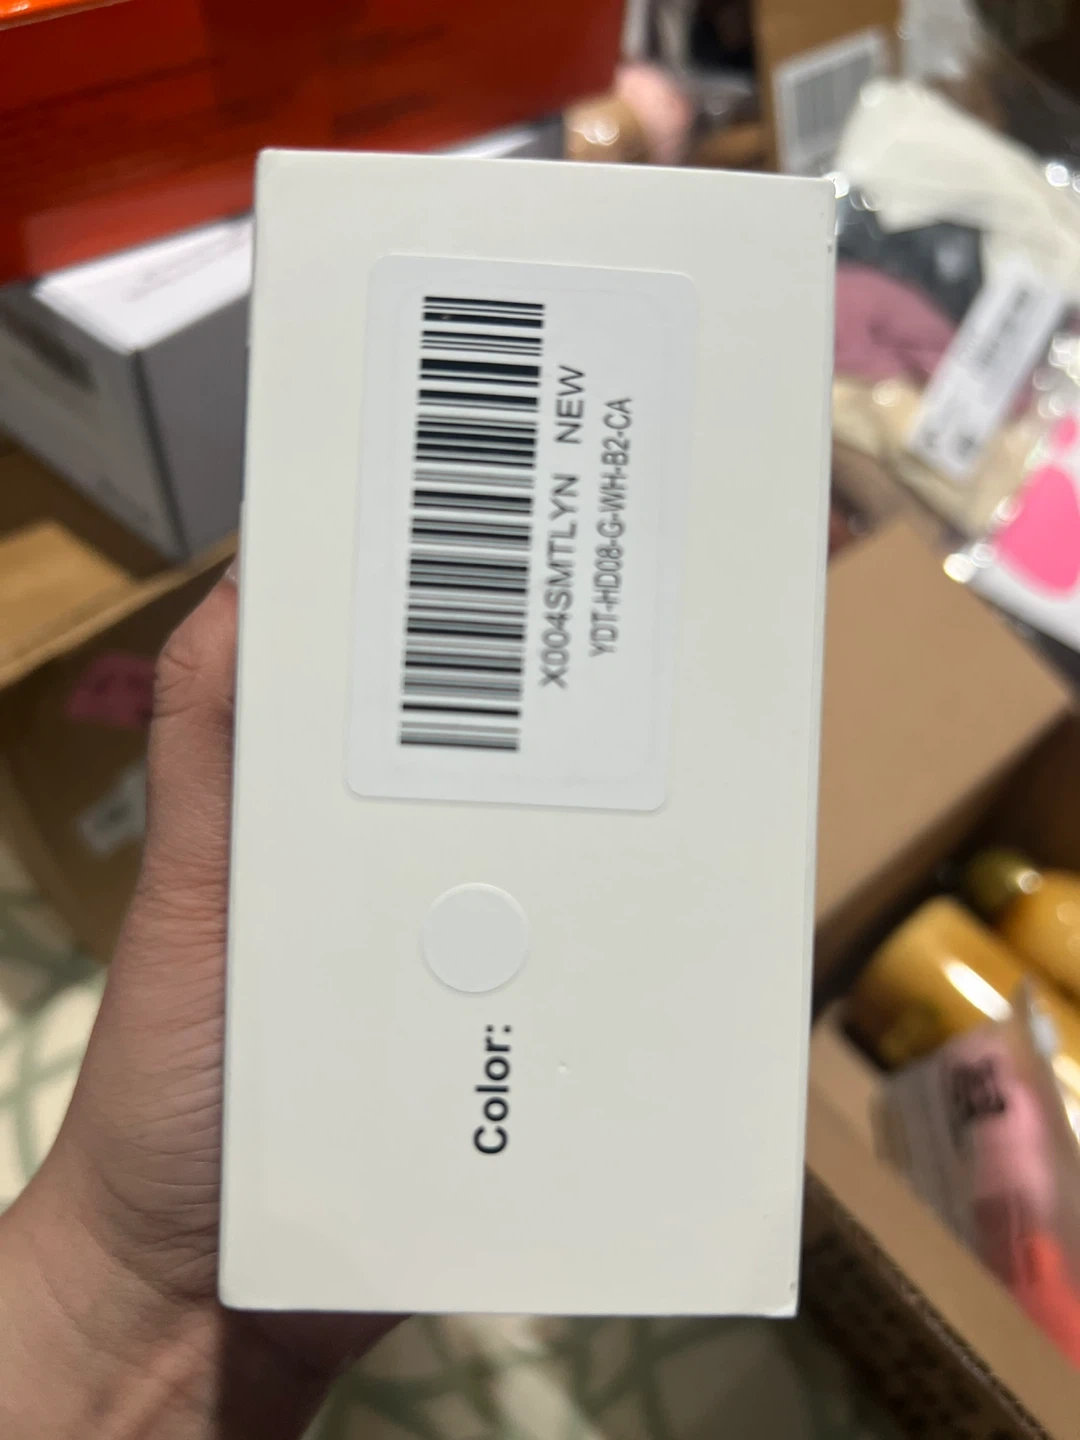 X004SMTLYN NEW
YDT-HD08-G-WH-B2-CA
Color: